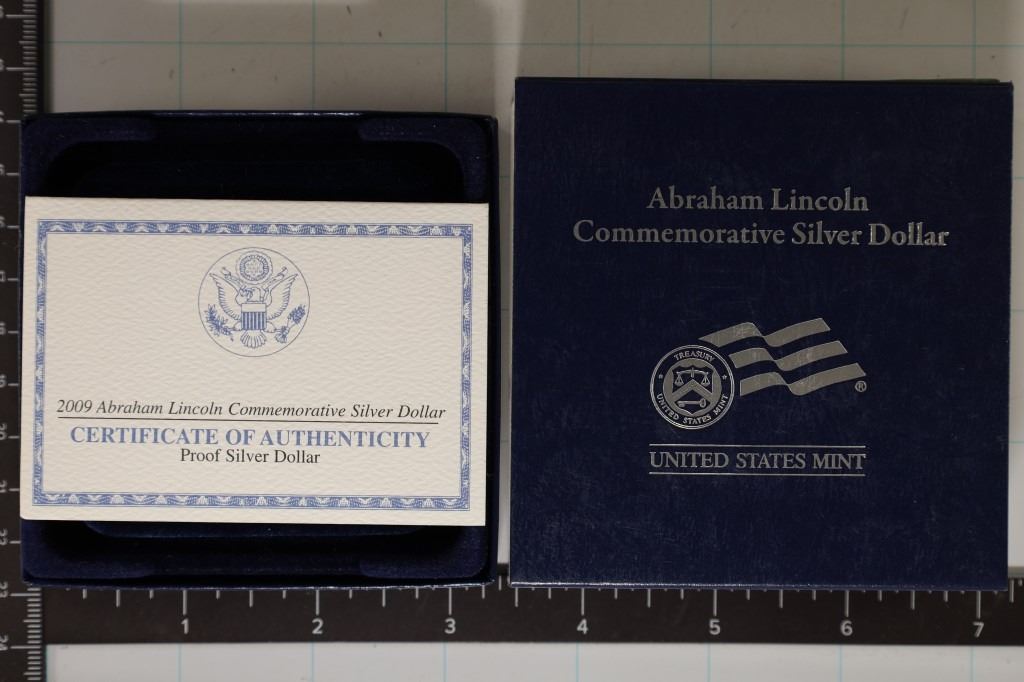 2009 Abraham Lincoln Commemorative Silver Dollar
CERTIFICATE OF AUTHENTICITY
Proof Silver Dollar
Abraham Lincoln
Commemorative Silver Dollar
TREASURY
UNITED STATES MINT
®
UNITED STATES MINT
1 2 3 4 5 6 7